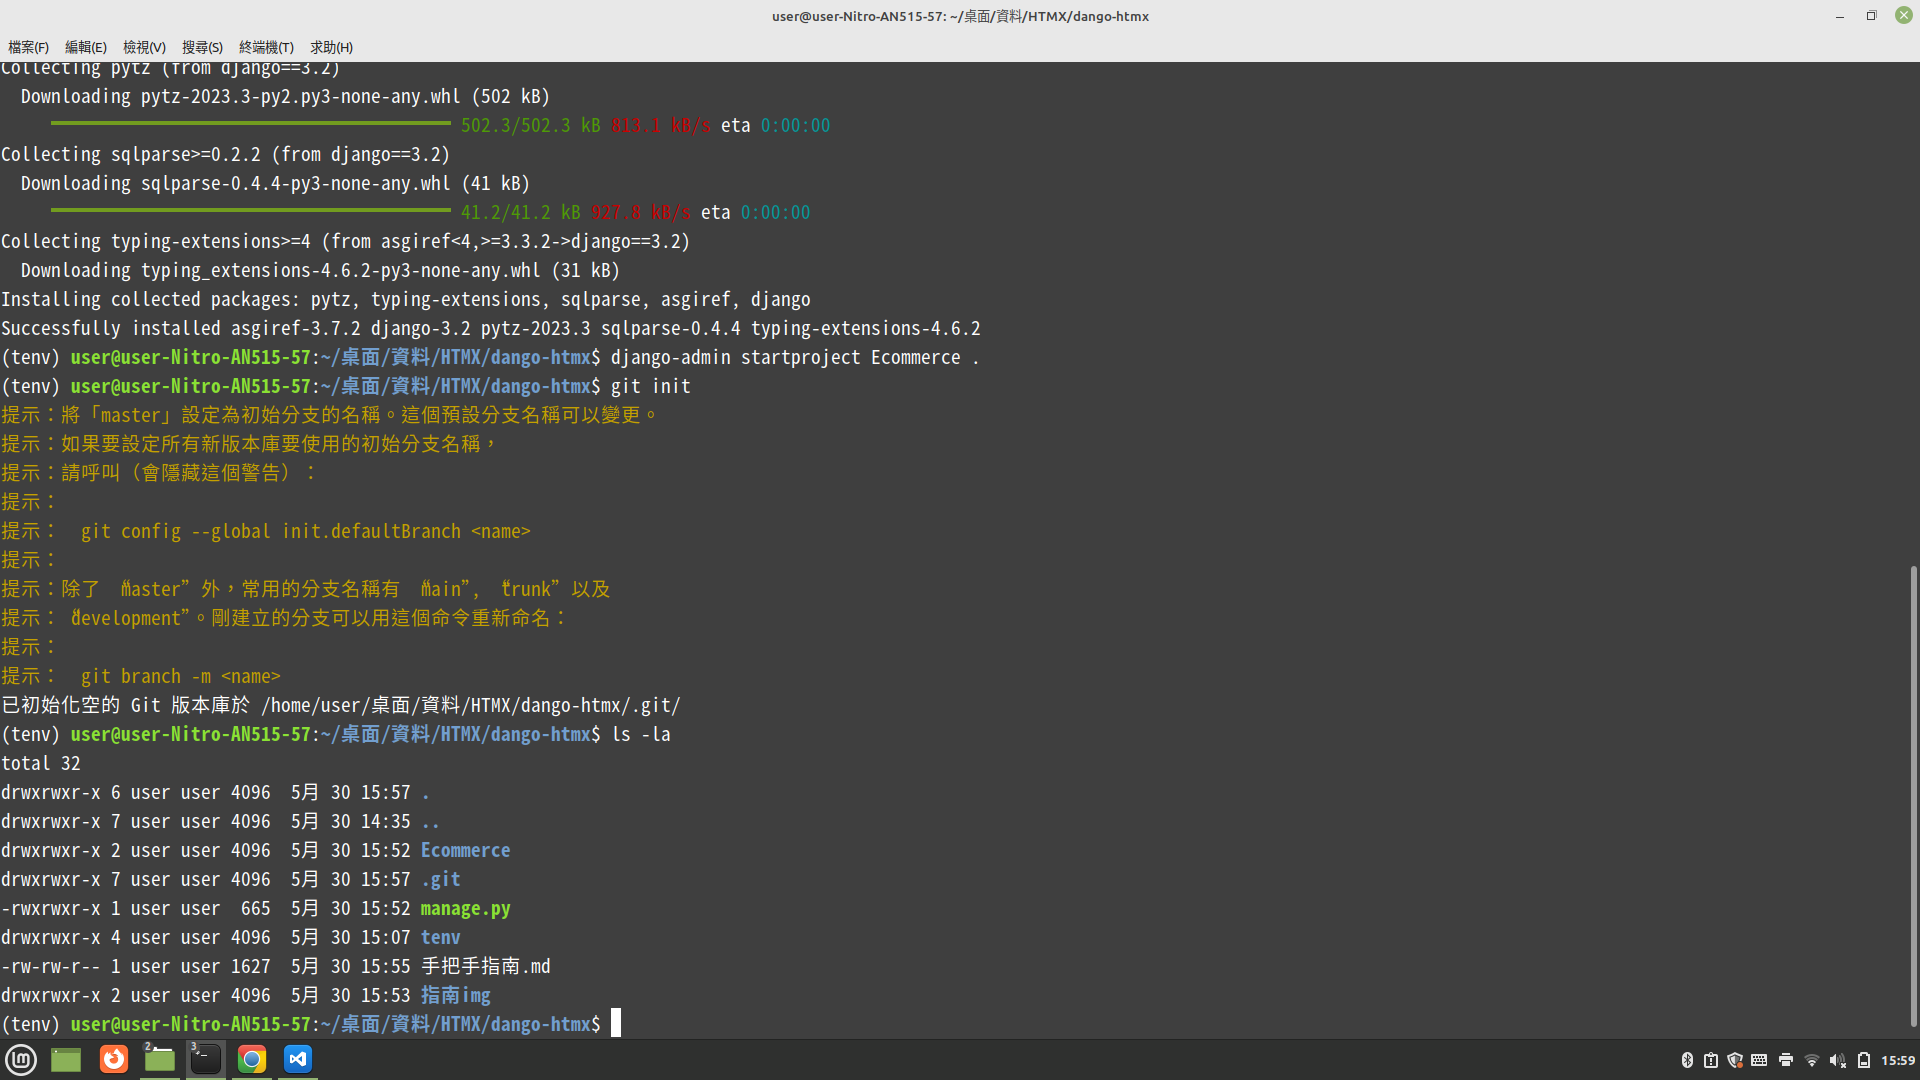 user@user-Nitro-AN515-57: ~/桌面/資料/HTMX/dango-htmx
檔案(F) 編輯(E) 檢視(V) 搜尋(S) 終端機(T) 求助(H)
Collecting pytz (from django==3.2)
  Downloading pytz-2023.3-py2.py3-none-any.whl (502 kB)
502.3/502.3 kB 813.1 kB/s eta 0:00:00
Collecting sqlparse>=0.2.2 (from django==3.2)
  Downloading sqlparse-0.4.4-py3-none-any.whl (41 kB)
41.2/41.2 kB 927.8 kB/s eta 0:00:00
Collecting typing-extensions>=4 (from asgiref<4,>=3.3.2->django==3.2)
  Downloading typing_extensions-4.6.2-py3-none-any.whl (31 kB)
Installing collected packages: pytz, typing-extensions, sqlparse, asgiref, django
Successfully installed asgiref-3.7.2 django-3.2 pytz-2023.3 sqlparse-0.4.4 typing-extensions-4.6.2
(tenv) user@user-Nitro-AN515-57:~/桌面/資料/HTMX/dango-htmx$ django-admin startproject Ecommerce .
(tenv) user@user-Nitro-AN515-57:~/桌面/資料/HTMX/dango-htmx$ git init
提示：將「master」設定為初始分支的名稱。這個預設分支名稱可以變更。
提示：如果要設定所有新版本庫要使用的初始分支名稱，
提示：請呼叫（會隱藏這個警告）：
提示：
提示：  git config --global init.defaultBranch <name>
提示：
提示：除了 “master” 外，常用的分支名稱有 “main”, “trunk” 以及
提示：“development”。剛建立的分支可以用這個命令重新命名：
提示：
提示：  git branch -m <name>
已初始化空的 Git 版本庫於 /home/user/桌面/資料/HTMX/dango-htmx/.git/
(tenv) user@user-Nitro-AN515-57:~/桌面/資料/HTMX/dango-htmx$ ls -la
total 32
drwxrwxr-x 6 user user 4096  5月 30 15:57 .
drwxrwxr-x 7 user user 4096  5月 30 14:35 ..
drwxrwxr-x 2 user user 4096  5月 30 15:52 Ecommerce
drwxrwxr-x 7 user user 4096  5月 30 15:57 .git
-rwxrwxr-x 1 user user  665  5月 30 15:52 manage.py
drwxrwxr-x 4 user user 4096  5月 30 15:07 tenv
-rw-rw-r-- 1 user user 1627  5月 30 15:55 手把手指南.md
drwxrwxr-x 2 user user 4096  5月 30 15:53 指南img
(tenv) user@user-Nitro-AN515-57:~/桌面/資料/HTMX/dango-htmx$
2 3 15:59